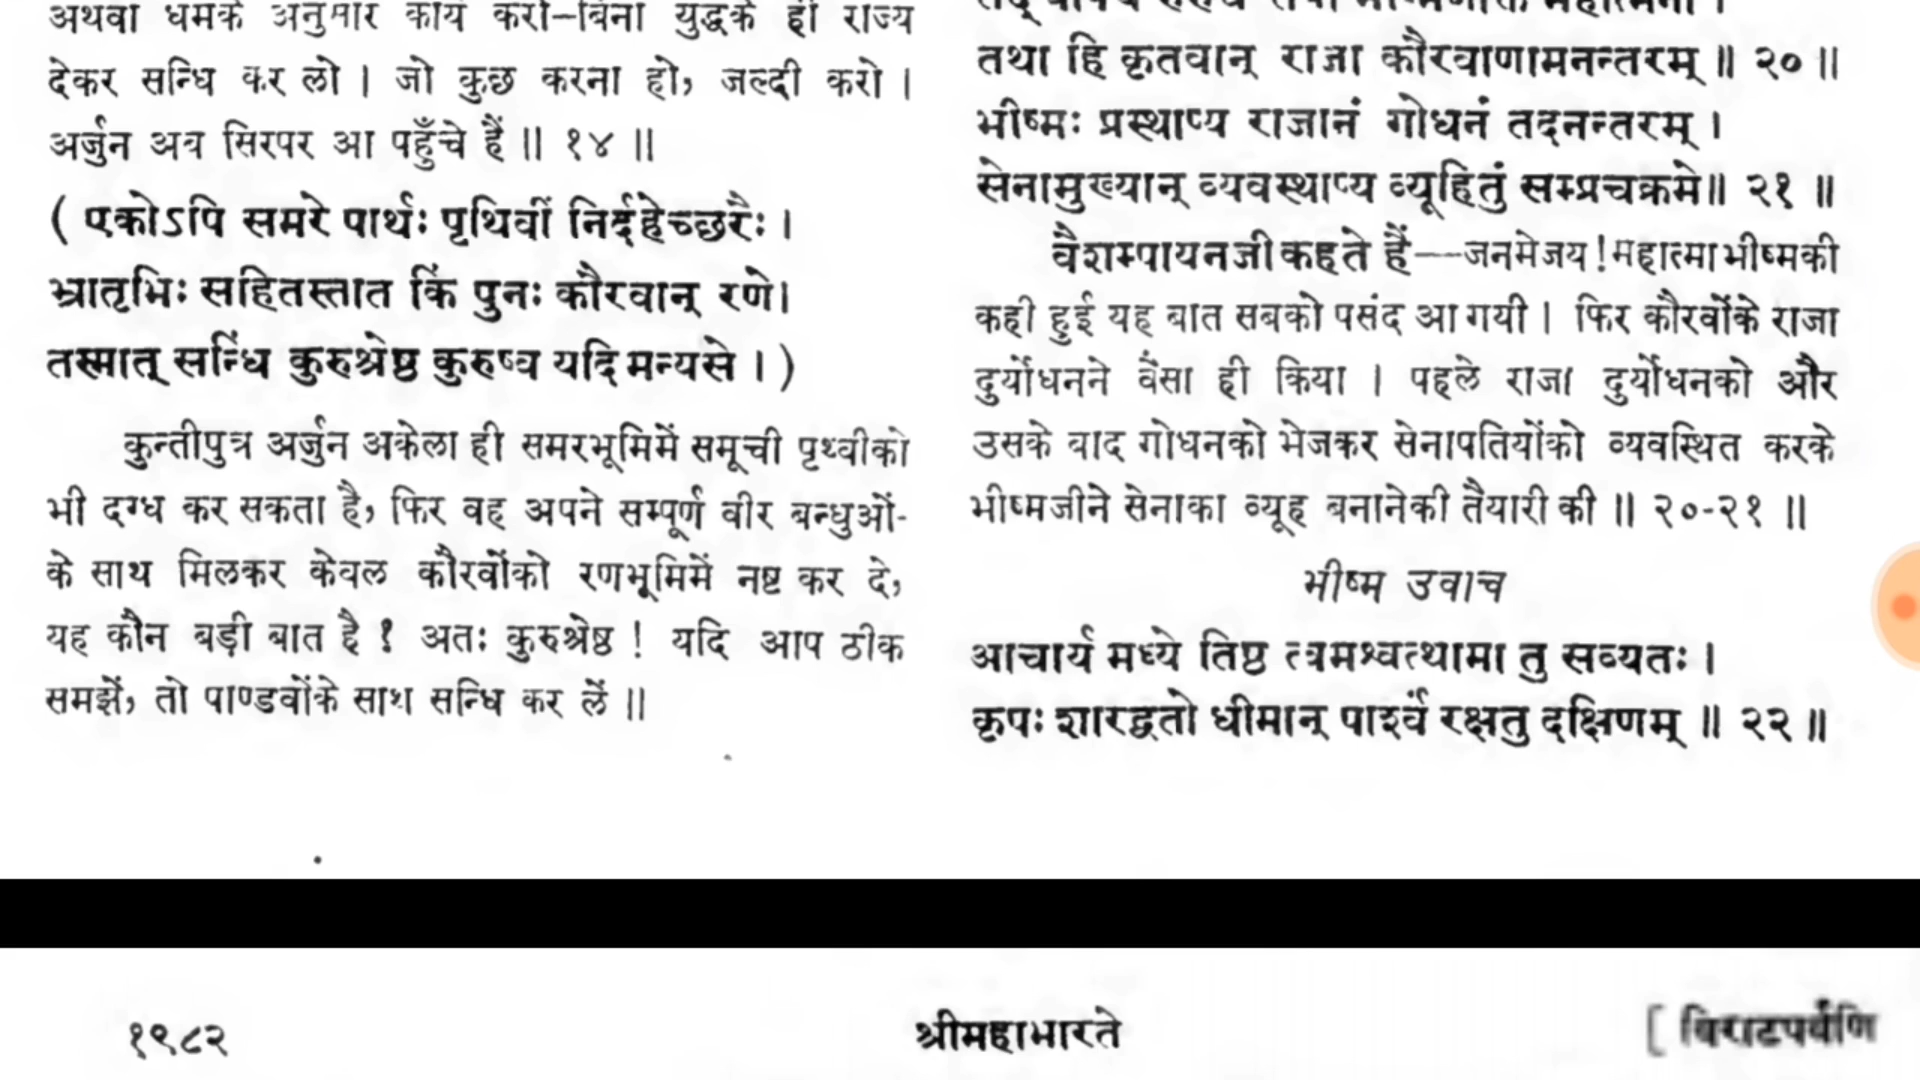 अथवा धर्मके अनुसार कार्य करो—बिना युद्धके ही राज्य
देकर सन्धि कर लो । जो कुछ करना हो, जल्दी करो ।
अर्जुन अब सिरपर आ पहुँचे हैं ॥ १४ ॥
( एकोऽपि समरे पार्थः पृथिवीं निर्दहेच्छरैः ।
भ्रातृभिः सहितस्तात किं पुनः कौरवान् रणे।
तस्मात् सन्धिं कुरुश्रेष्ठ कुरुष्व यदि मन्यसे । )
कुन्तीपुत्र अर्जुन अकेला ही समरभूमिमें समूची पृथ्वीको
भी दग्ध कर सकता है, फिर वह अपने सम्पूर्ण वीर बन्धुओं-
के साथ मिलकर केवल कौरवोंको रणभूमिमें नष्ट कर दे,
यह कौन बड़ी बात है ? अतः कुरुश्रेष्ठ ! यदि आप ठीक
समझें, तो पाण्डवोंके साथ सन्धि कर लें ॥
तथा हि कृतवान् राजा कौरवाणामनन्तरम् ॥ २० ॥
भीष्मः प्रस्थाप्य राजानं गोधनं तदनन्तरम् ।
सेनामुख्यान् व्यवस्थाप्य व्यूहितुं सम्प्रचक्रमे॥ २१ ॥
वैशम्पायनजी कहते हैं—जनमेजय ! महात्मा भीष्मकी
कही हुई यह बात सबको पसंद आ गयी । फिर कौरवोंके राजा
दुर्योधनने वैसा ही किया । पहले राजा दुर्योधनको और
उसके बाद गोधनको भेजकर सेनापतियोंको व्यवस्थित करके
भीष्मजीने सेनाका व्यूह बनानेकी तैयारी की ॥ २०-२१ ॥
भीष्म उवाच
आचार्य मध्ये तिष्ठ त्वमश्वत्थामा तु सव्यतः ।
कृपः शारद्वतो धीमान् पार्श्वं रक्षतु दक्षिणम् ॥ २२ ॥
१९८२
श्रीमहाभारते
[ विराटपर्वणि